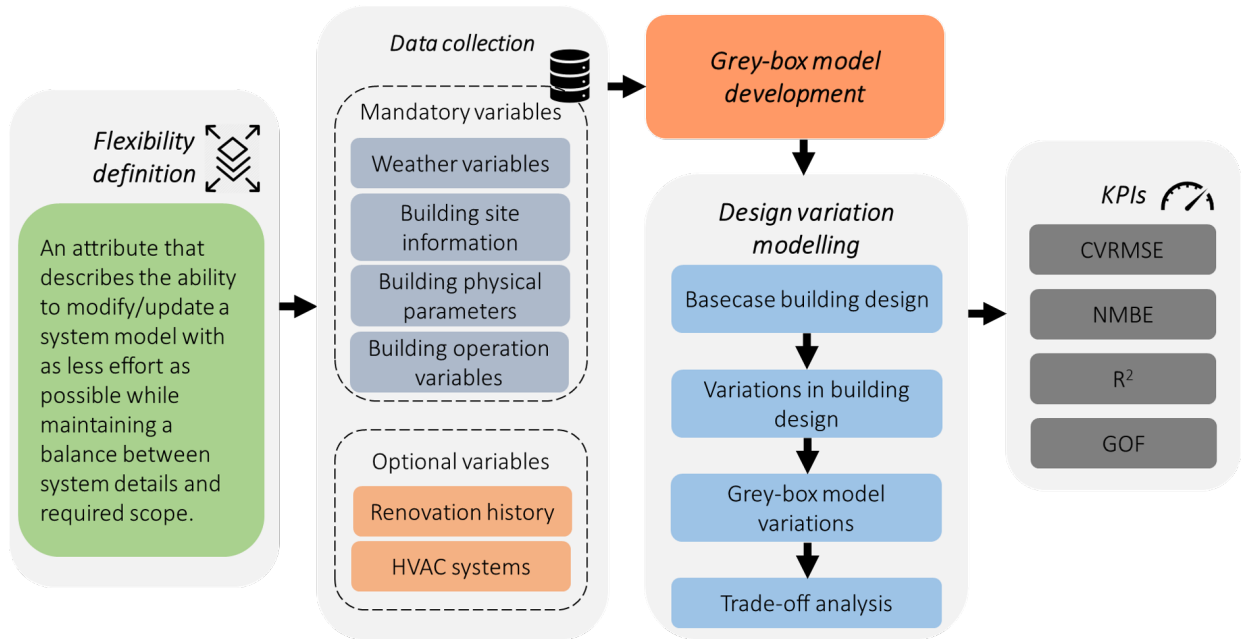 Flexibility
definition
An attribute that
describes the ability
to modify/update a
system model with
as less effort as
possible while
maintaining a
balance between
system details and
required scope.
Data collection
Mandatory variables
Weather variables
Building site
information
Building physical
parameters
Building operation
variables
Optional variables
Renovation history
HVAC systems
Grey-box model
development
Design variation
modelling
Basecase building design
Variations in building
design
Grey-box model
variations
Trade-off analysis
KPIs
CVRMSE
NMBE
R²
GOF